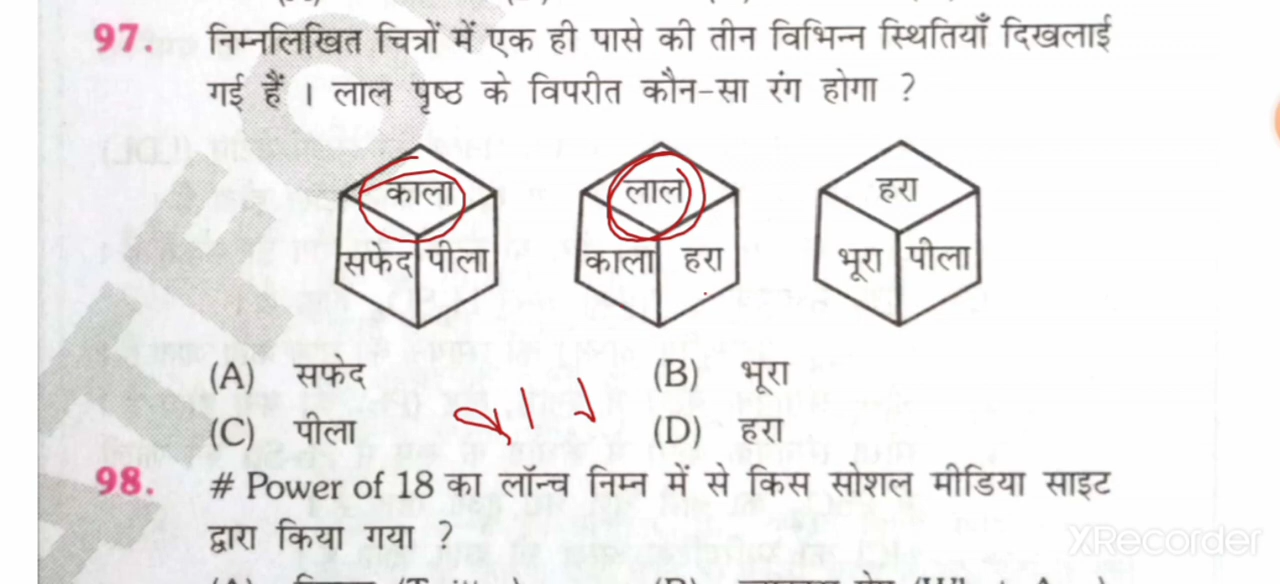 97. निम्नलिखित चित्रों में एक ही पासे की तीन विभिन्न स्थितियाँ दिखलाई
गई हैं । लाल पृष्ठ के विपरीत कौन-सा रंग होगा ?
काला लाल हरा
सफेद पीला काला हरा भूरा पीला
(A) सफेद (B) भूरा
(C) पीला (D) हरा
98. # Power of 18 का लॉन्च निम्न में से किस सोशल मीडिया साइट
द्वारा किया गया ?
XRecorder